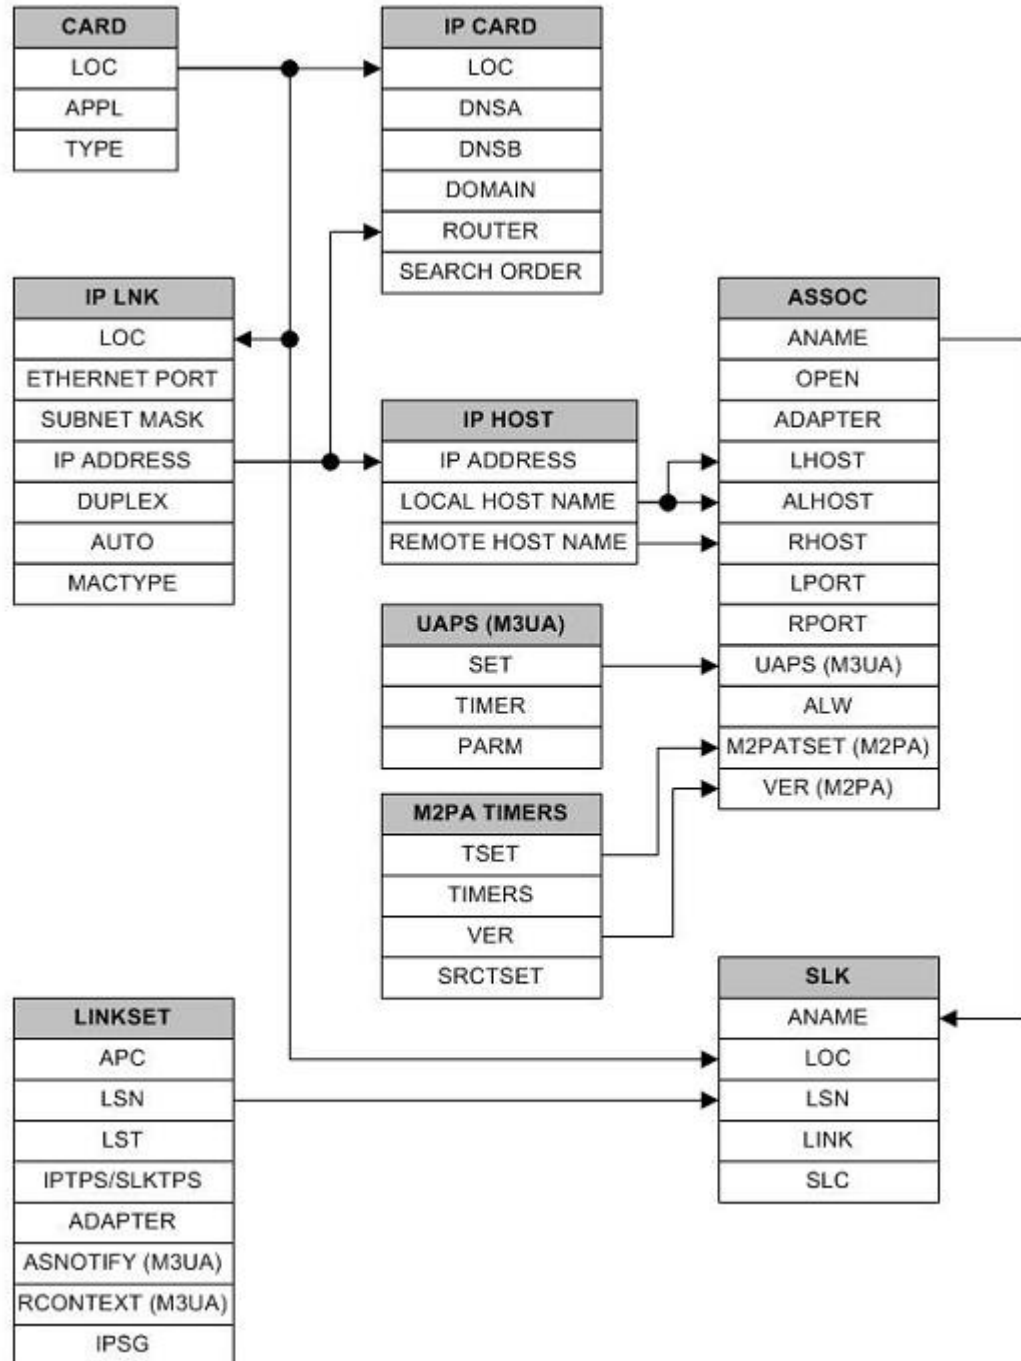 CARD
LOC
APPL
TYPE
IP CARD
LOC
DNSA
DNSB
DOMAIN
ROUTER
SEARCH ORDER
IP LNK
LOC
ETHERNET PORT
SUBNET MASK
IP ADDRESS
DUPLEX
AUTO
MACTYPE
IP HOST
IP ADDRESS
LOCAL HOST NAME
REMOTE HOST NAME
ASSOC
ANAME
OPEN
ADAPTER
LHOST
ALHOST
RHOST
LPORT
RPORT
UAPS (M3UA)
ALW
M2PATSET (M2PA)
VER (M2PA)
UAPS (M3UA)
SET
TIMER
PARM
M2PA TIMERS
TSET
TIMERS
VER
SRCTSET
LINKSET
APC
LSN
LST
IPTPS/SLKTPS
ADAPTER
ASNOTIFY (M3UA)
RCONTEXT (M3UA)
IPSG
SLK
ANAME
LOC
LSN
LINK
SLC